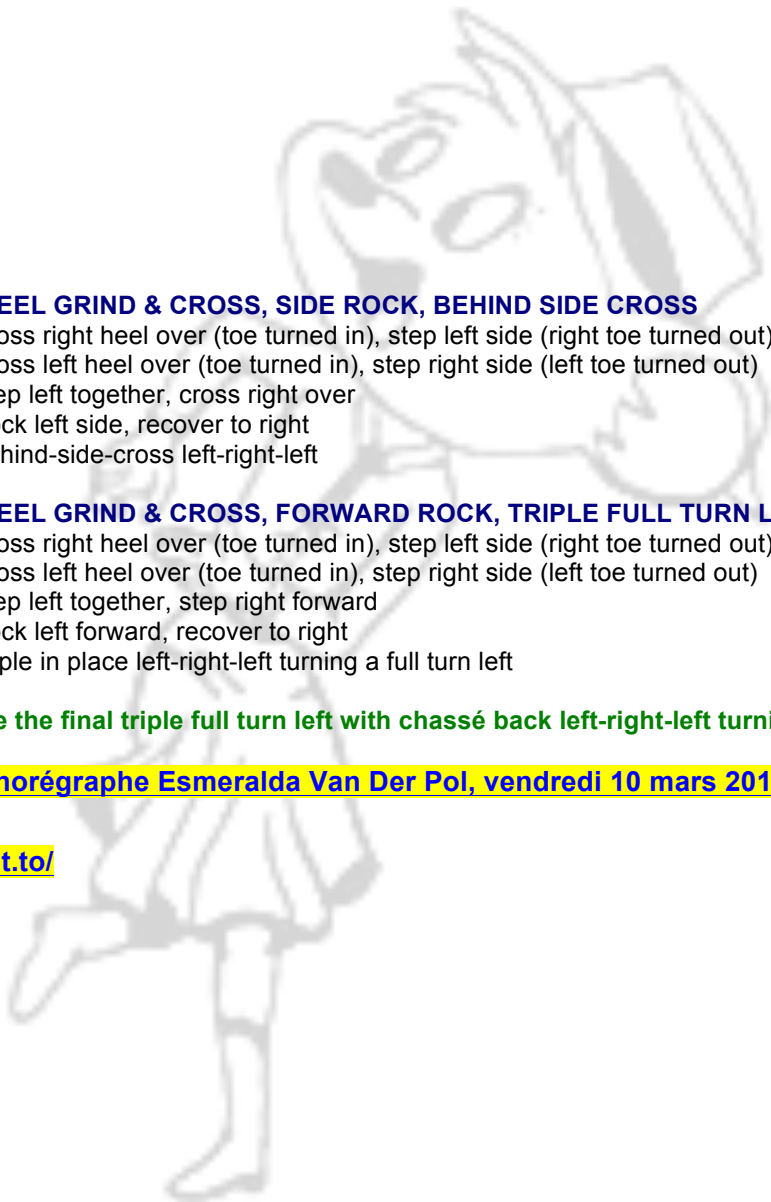 EEL GRIND & CROSS, SIDE ROCK, BEHIND SIDE CROSS
oss right heel over (toe turned in), step left side (right toe turned out)
oss left heel over (toe turned in), step right side (left toe turned out)
ep left together, cross right over
ck left side, recover to right
hind-side-cross left-right-left
EEL GRIND & CROSS, FORWARD ROCK, TRIPLE FULL TURN L
oss right heel over (toe turned in), step left side (right toe turned out)
oss left heel over (toe turned in), step right side (left toe turned out)
ep left together, step right forward
ck left forward, recover to right
ple in place left-right-left turning a full turn left
e the final triple full turn left with chassé back left-right-left turni
horégraphe Esmeralda Van Der Pol, vendredi 10 mars 201
t.to/